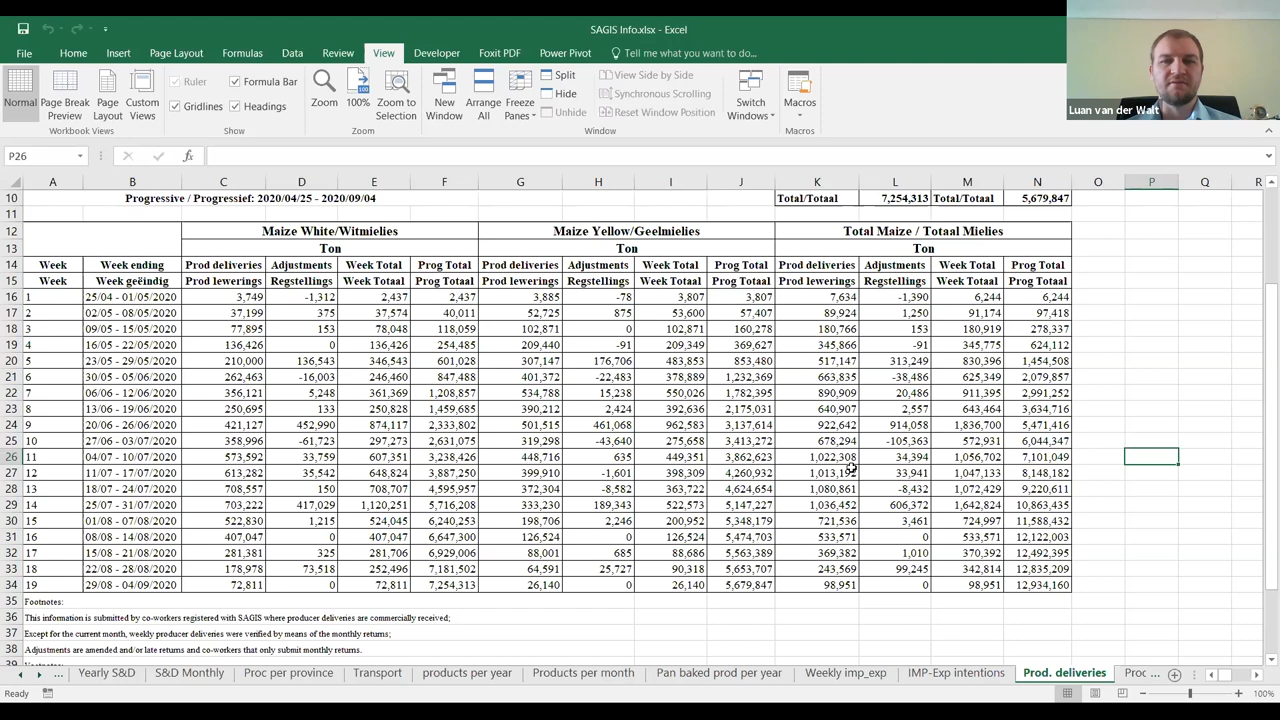 SAGIS Info.xlsx - Excel
File Home Insert Page Layout Formulas Data Review View Developer Foxit PDF Power Pivot Tell me what you want to do...
Normal Page Break Preview Page Layout Custom Views
Ruler Formula Bar
Gridlines Headings
Zoom 100% Zoom to Selection
New Window Arrange All Freeze Panes
Split
Hide
Unhide
View Side by Side
Synchronous Scrolling
Reset Window Position
Switch Windows
Macros
Workbook Views Show Zoom Window Macros
Luan van der Walt
P26
A B C D E F G H I J K L M N O P Q R
10 Progressive / Progressief: 2020/04/25 - 2020/09/04 Total/Totaal 7,254,313 Total/Totaal 5,679,847
11
12 Maize White/Witmielies Maize Yellow/Geelmielies Total Maize / Totaal Mielies
13 Ton Ton Ton
14 Week Week ending Prod deliveries Adjustments Week Total Prog Total Prod deliveries Adjustments Week Total Prog Total Prod deliveries Adjustments Week Total Prog Total
15 Week Week geëindig Prod lewerings Regstellings Week Totaal Prog Totaal Prod lewerings Regstellings Week Totaal Prog Totaal Prod lewerings Regstellings Week Totaal Prog Totaal
16 1 25/04 - 01/05/2020 3,749 -1,312 2,437 2,437 3,885 -78 3,807 3,807 7,634 -1,390 6,244 6,244
17 2 02/05 - 08/05/2020 37,199 375 37,574 40,011 52,725 875 53,600 57,407 89,924 1,250 91,174 97,418
18 3 09/05 - 15/05/2020 77,895 153 78,048 118,059 102,871 0 102,871 160,278 180,766 153 180,919 278,337
19 4 16/05 - 22/05/2020 136,426 0 136,426 254,485 209,440 -91 209,349 369,627 345,866 -91 345,775 624,112
20 5 23/05 - 29/05/2020 210,000 136,543 346,543 601,028 307,147 176,706 483,853 853,480 517,147 313,249 830,396 1,454,508
21 6 30/05 - 05/06/2020 262,463 -16,003 246,460 847,488 401,372 -22,483 378,889 1,232,369 663,835 -38,486 625,349 2,079,857
22 7 06/06 - 12/06/2020 356,121 5,248 361,369 1,208,857 534,788 15,238 550,026 1,782,395 890,909 20,486 911,395 2,991,252
23 8 13/06 - 19/06/2020 250,695 133 250,828 1,459,685 390,212 2,424 392,636 2,175,031 640,907 2,557 643,464 3,634,716
24 9 20/06 - 26/06/2020 421,127 452,990 874,117 2,333,802 501,515 461,068 962,583 3,137,614 922,642 914,058 1,836,700 5,471,416
25 10 27/06 - 03/07/2020 358,996 -61,723 297,273 2,631,075 319,298 -43,640 275,658 3,413,272 678,294 -105,363 572,931 6,044,347
26 11 04/07 - 10/07/2020 573,592 33,759 607,351 3,238,426 448,716 635 449,351 3,862,623 1,022,308 34,394 1,056,702 7,101,049
27 12 11/07 - 17/07/2020 613,282 35,542 648,824 3,887,250 399,910 -1,601 398,309 4,260,932 1,013,192 33,941 1,047,133 8,148,182
28 13 18/07 - 24/07/2020 708,557 150 708,707 4,595,957 372,304 -8,582 363,722 4,624,654 1,080,861 -8,432 1,072,429 9,220,611
29 14 25/07 - 31/07/2020 703,222 417,029 1,120,251 5,716,208 333,230 189,343 522,573 5,147,227 1,036,452 606,372 1,642,824 10,863,435
30 15 01/08 - 07/08/2020 522,830 1,215 524,045 6,240,253 198,706 2,246 200,952 5,348,179 721,536 3,461 724,997 11,588,432
31 16 08/08 - 14/08/2020 407,047 0 407,047 6,647,300 126,524 0 126,524 5,474,703 533,571 0 533,571 12,122,003
32 17 15/08 - 21/08/2020 281,381 325 281,706 6,929,006 88,001 685 88,686 5,563,389 369,382 1,010 370,392 12,492,395
33 18 22/08 - 28/08/2020 178,978 73,518 252,496 7,181,502 64,591 25,727 90,318 5,653,707 243,569 99,245 342,814 12,835,209
34 19 29/08 - 04/09/2020 72,811 0 72,811 7,254,313 26,140 0 26,140 5,679,847 98,951 0 98,951 12,934,160
35 Footnotes:
36 This information is submitted by co-workers registered with SAGIS where producer deliveries are commercially received;
37 Except for the current month, weekly producer deliveries were verified by means of the monthly returns;
38 Adjustments are amended and/or late returns and co-workers that only submit monthly returns.
... Yearly S&D S&D Monthly Proc per province Transport products per year Products per month Pan baked prod per year Weekly imp_exp IMP-Exp intentions Prod. deliveries Proc ...
Ready 100%